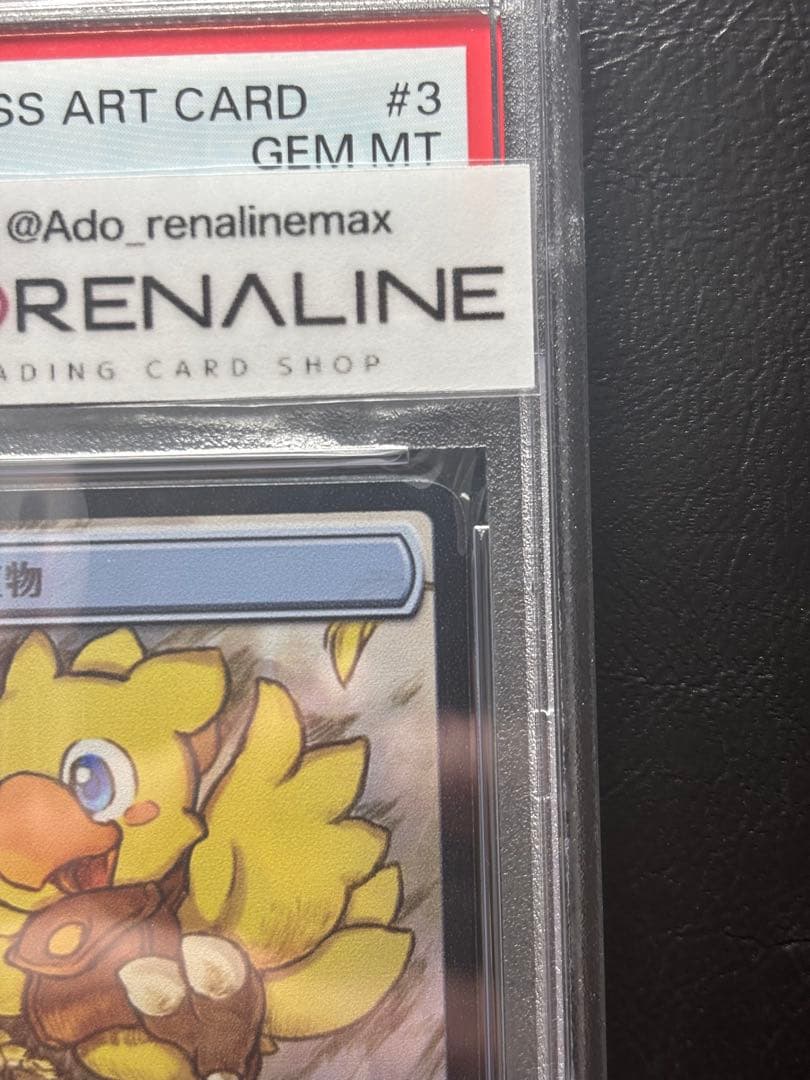 SS ART CARD #3
GEM MT
@Ado_renalinemax
RENALINE
ADING CARD SHOP
物